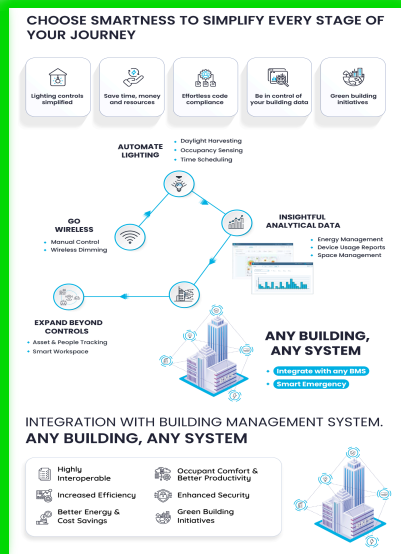 CHOOSE SMARTNESS TO SIMPLIFY EVERY STAGE OF
YOUR JOURNEY
Lighting controls
simplified
Save time, money
and resources
Effortless code
compliance
Be in control of
your building data
Green building
initiatives
AUTOMATE
LIGHTING
• Daylight Harvesting
• Occupancy Sensing
• Time Scheduling
GO
WIRELESS
• Manual Control
• Wireless Dimming
INSIGHTFUL
ANALYTICAL DATA
• Energy Management
• Device Usage Reports
• Space Management
EXPAND BEYOND
CONTROLS
• Asset & People Tracking
• Smart Workspace
ANY BUILDING,
ANY SYSTEM
• Integrate with any BMS
• Smart Emergency
INTEGRATION WITH BUILDING MANAGEMENT SYSTEM.
ANY BUILDING, ANY SYSTEM
Highly
Interoperable
Occupant Comfort &
Better Productivity
Increased Efficiency
Enhanced Security
Better Energy &
Cost Savings
Green Building
Initiatives